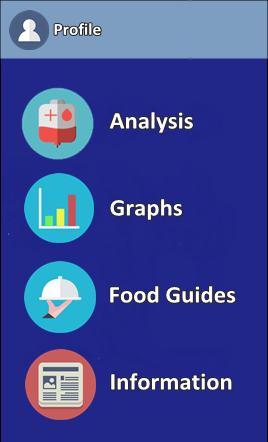 Profile
Analysis
Graphs
Food Guides
Information